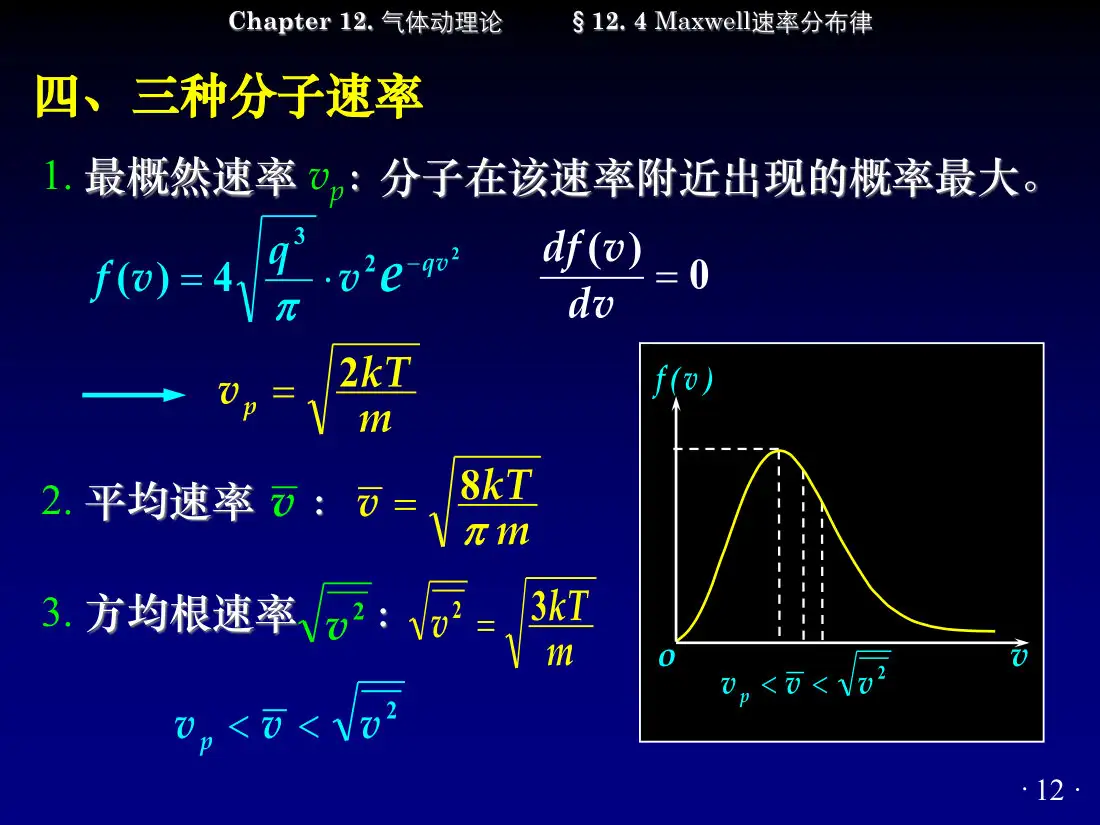 Chapter 12. 气体动理论 §12. 4 Maxwell速率分布律
四、三种分子速率
1. 最概然速率 v_p : 分子在该速率附近出现的概率最大。
f(v) = 4√(q³/π) · v² e^(-qv²) df(v)/dv = 0
v_p = √(2kT/m)
2. 平均速率 v̄ : v̄ = √(8kT/πm)
3. 方均根速率 √(v̄²) : √(v̄²) = √(3kT/m)
v_p < v̄ < √(v̄²)
f(v)
o v
v_p < v̄ < √(v̄²)
· 12 ·